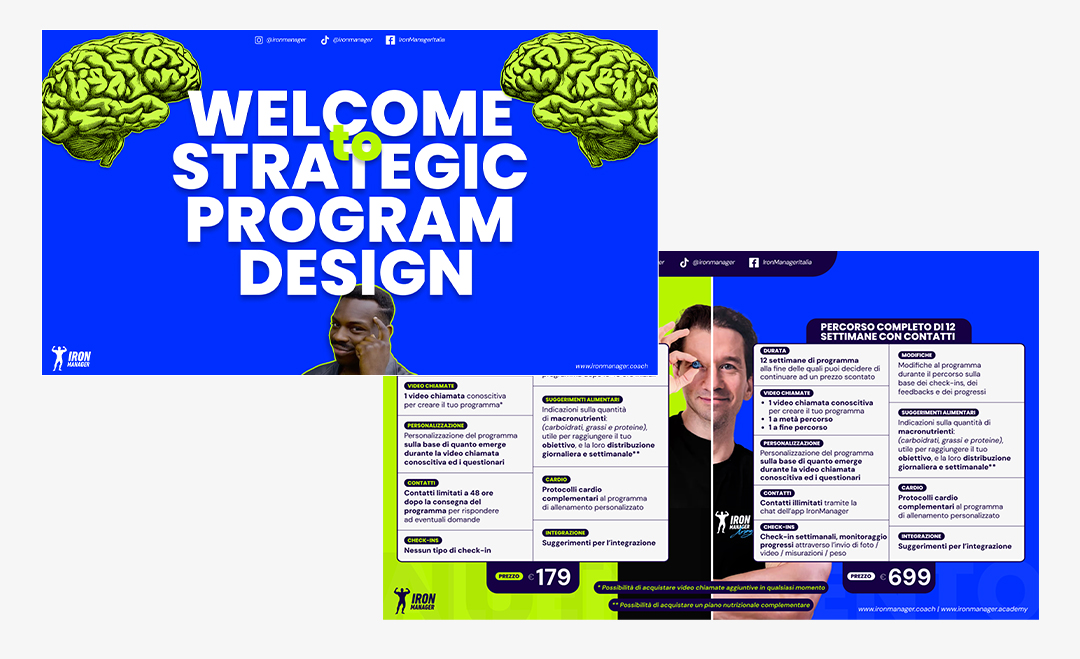 @ironmanager @ironmanager IronManagerItalia
WELCOME
to
STRATEGIC
PROGRAM
DESIGN
IRON
MANAGER
www.ironmanager.coach
@ironmanager IronManagerItalia
VIDEO CHIAMATE
1 video chiamata conoscitiva
per creare il tuo programma*
PERSONALIZZAZIONE
Personalizzazione del programma
sulla base di quanto emerge
durante la video chiamata
conoscitiva ed i questionari
CONTATTI
Contatti limitati a 48 ore
dopo la consegna del
programma per rispondere
ad eventuali domande
CHECK-INS
Nessun tipo di check-in
SUGGERIMENTI ALIMENTARI
Indicazioni sulla quantità
di macronutrienti:
(carboidrati, grassi e proteine),
utile per raggiungere il tuo
obiettivo, e la loro distribuzione
giornaliera e settimanale**
CARDIO
Protocolli cardio
complementari al programma
di allenamento personalizzato
INTEGRAZIONE
Suggerimenti per l'integrazione
PREZZO €179
IRON
MANAGER
PERCORSO COMPLETO DI 12
SETTIMANE CON CONTATTI
DURATA
12 settimane di programma
alla fine delle quali puoi decidere di
continuare ad un prezzo scontato
VIDEO CHIAMATE
• 1 video chiamata conoscitiva
per creare il tuo programma
• 1 a metà percorso
• 1 a fine percorso
PERSONALIZZAZIONE
Personalizzazione del programma
sulla base di quanto emerge
durante la video chiamata
conoscitiva ed i questionari
CONTATTI
Contatti illimitati tramite la
chat dell'app IronManager
CHECK-INS
Check-in settimanali, monitoraggio
progressi attraverso l'invio di foto /
video / misurazioni / peso
MODIFICHE
Modifiche al programma
durante il percorso sulla
base dei check-ins, dei
feedbacks e dei progressi
SUGGERIMENTI ALIMENTARI
Indicazioni sulla quantità di
macronutrienti:
(carboidrati, grassi e proteine),
utile per raggiungere il tuo
obiettivo, e la loro distribuzione
giornaliera e settimanale**
CARDIO
Protocolli cardio
complementari al programma
di allenamento personalizzato
INTEGRAZIONE
Suggerimenti per l'integrazione
PREZZO €699
IRON
MANAGER
* Possibilità di acquistare video chiamate aggiuntive in qualsiasi momento
** Possibilità di acquistare un piano nutrizionale complementare
www.ironmanager.coach | www.ironmanager.academy